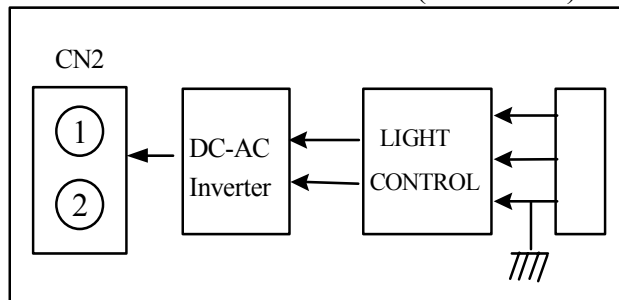 CN2
1
2
DC-AC
Inverter
LIGHT
CONTROL